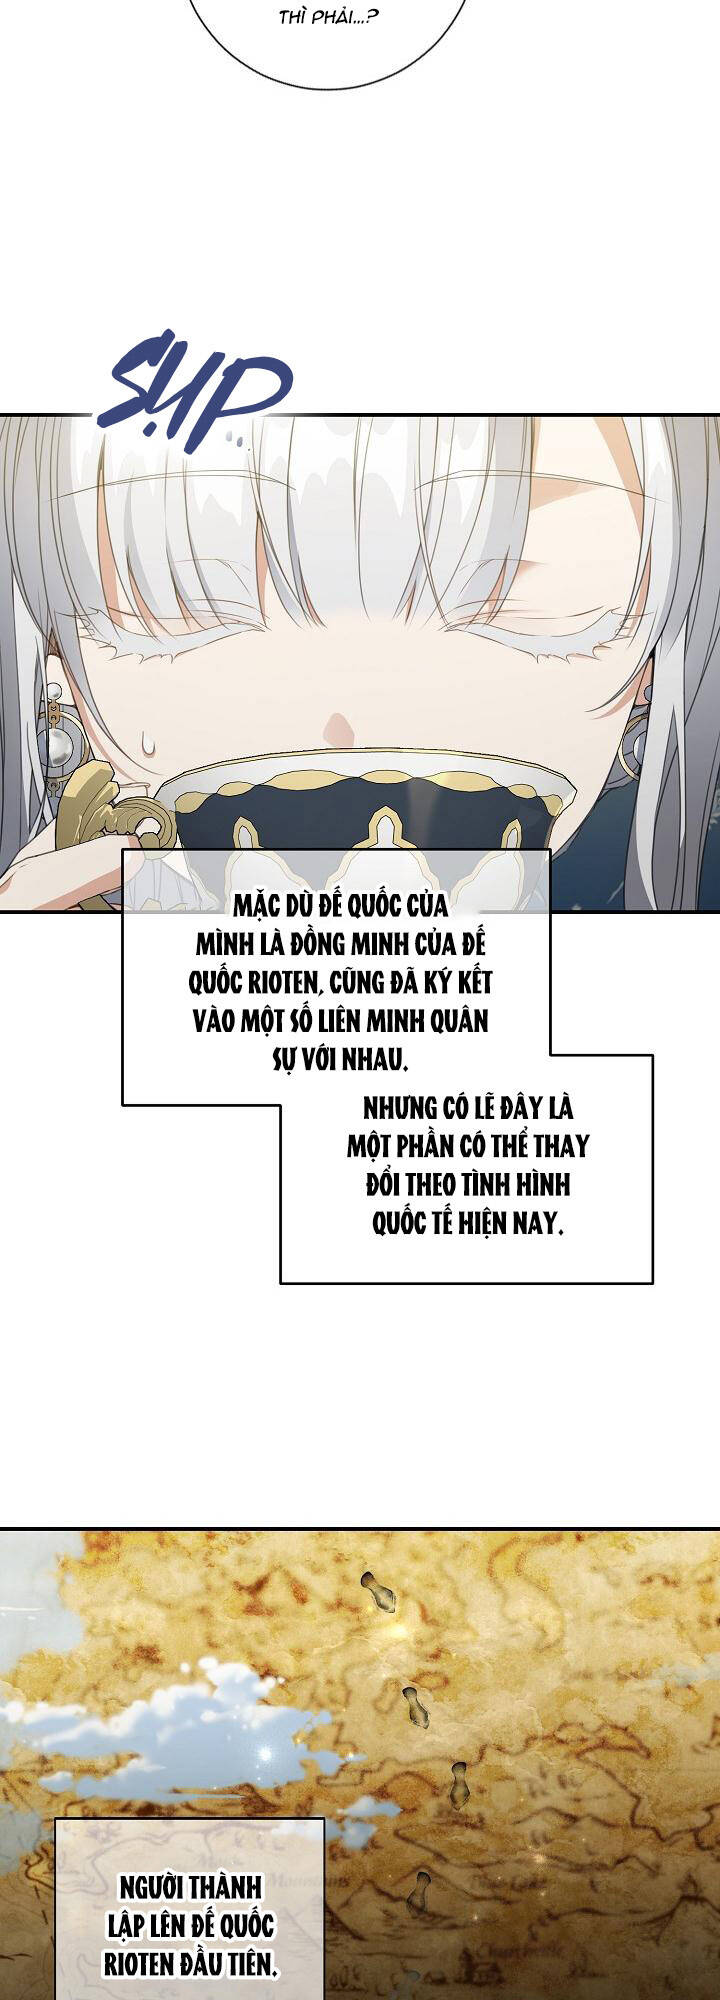 THÌ PHẢI...?
SỤP
MẶC DÙ ĐẾ QUỐC CỦA
MÌNH LÀ ĐỒNG MINH CỦA ĐẾ
QUỐC RIOTEN, CŨNG ĐÃ KÝ KẾT
VÀO MỘT SỐ LIÊN MINH QUÂN
SỰ VỚI NHAU.
NHƯNG CÓ LẼ ĐÂY LÀ
MỘT PHẦN CÓ THỂ THAY
ĐỔI THEO TÌNH HÌNH
QUỐC TẾ HIỆN NAY.
NGƯỜI THÀNH
LẬP LÊN ĐẾ QUỐC
RIOTEN ĐẦU TIÊN.